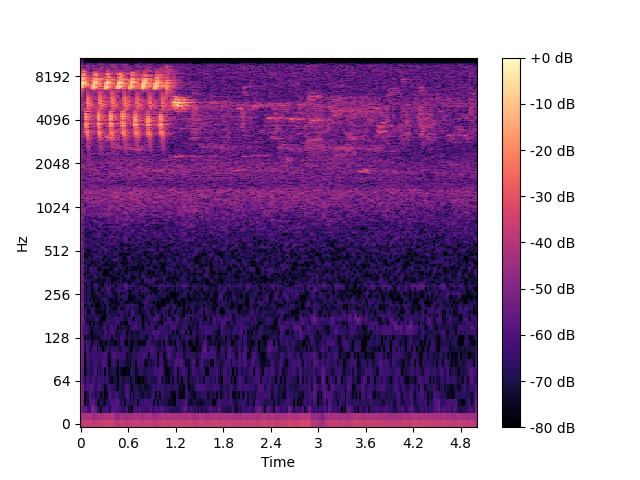 8192
4096
2048
1024
512
256
128
64
0
Hz
0 0.6 1.2 1.8 2.4 3 3.6 4.2 4.8
Time
+0 dB
-10 dB
-20 dB
-30 dB
-40 dB
-50 dB
-60 dB
-70 dB
-80 dB